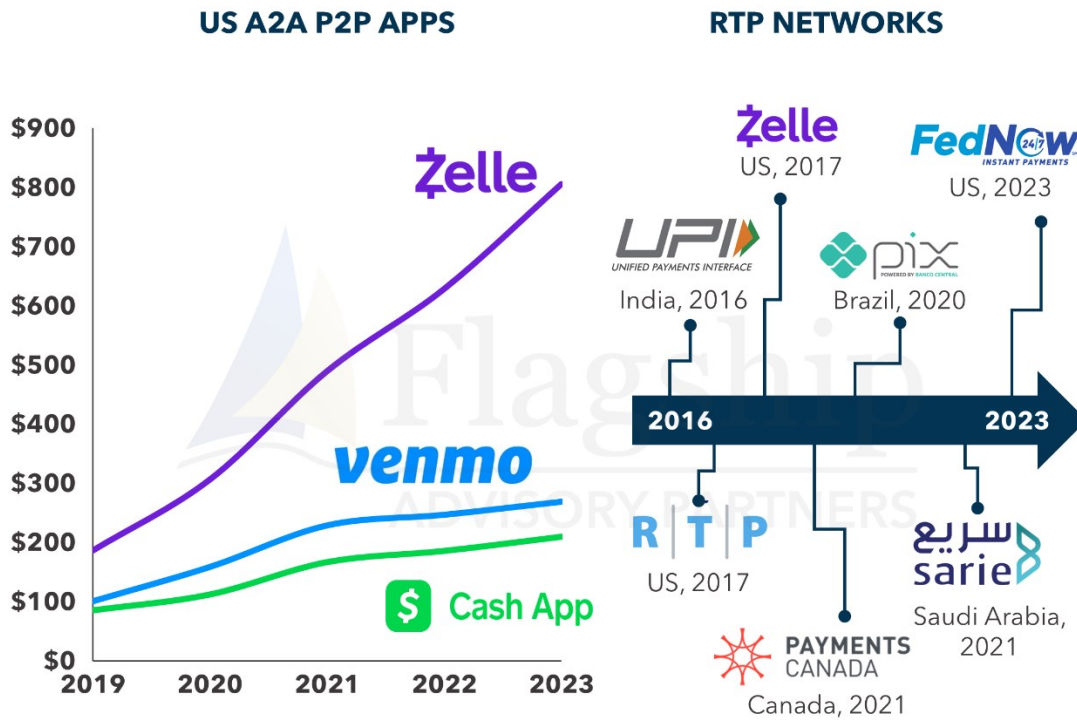 US A2A P2P APPS
$900
$800
$700
$600
$500
$400
$300
$200
$100
$0
2019 2020 2021 2022 2023
Zelle
venmo
$ Cash App
Flagship
ADVISORY PARTNERS
RTP NETWORKS
Zelle
US, 2017
FedNow
24/7
INSTANT PAYMENTS
US, 2023
UPI
UNIFIED PAYMENTS INTERFACE
India, 2016
pix
POWERED BY BANCO CENTRAL
Brazil, 2020
2016 2023
R|T|P
US, 2017
سريع
sarie
Saudi Arabia,
2021
PAYMENTS
CANADA
Canada, 2021